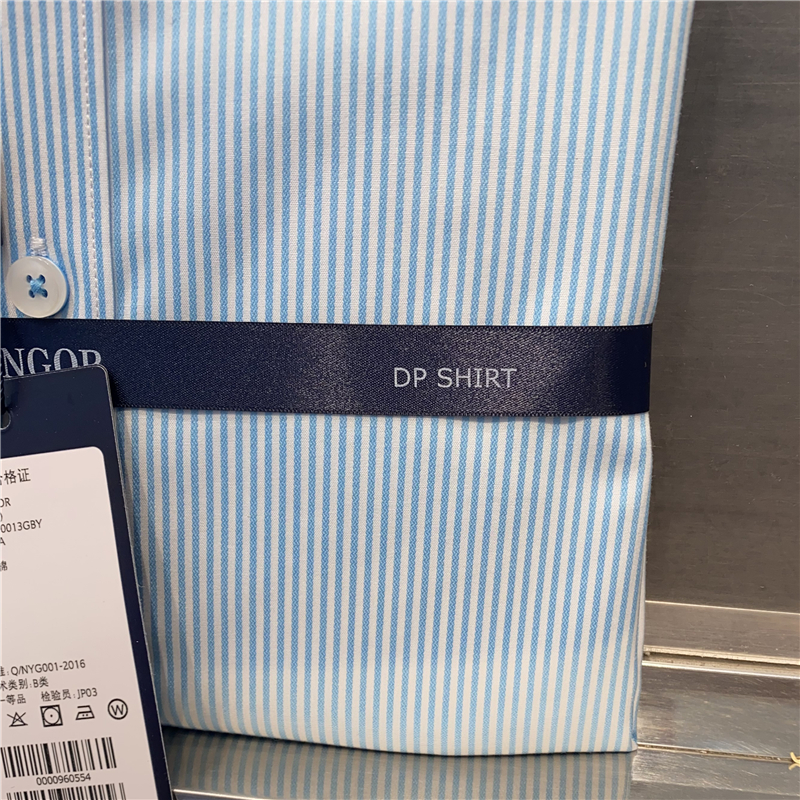 NGOR
DP SHIRT
合格证
OR
)
0013GBY
A
棉
准: Q/NYG001-2016
术类别: B类
一等品 检验员: JP03
W
0000960554